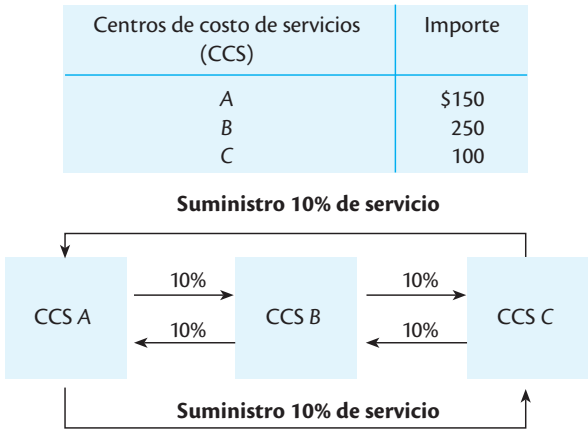 Centros de costo de servicios Importe
(CCS)
A $150
B 250
C 100
Suministro 10% de servicio
10% 10%
CCS A CCS B CCS C
10% 10%
Suministro 10% de servicio